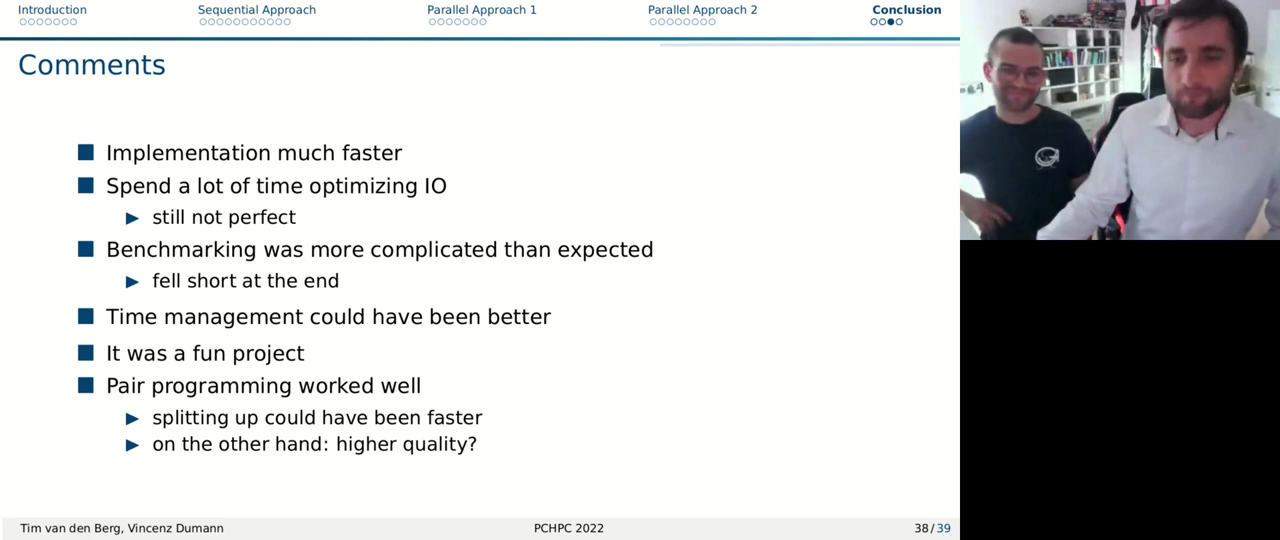 Introduction
Sequential Approach
Parallel Approach 1
Parallel Approach 2
Conclusion
Comments
Implementation much faster
Spend a lot of time optimizing IO
still not perfect
Benchmarking was more complicated than expected
fell short at the end
Time management could have been better
It was a fun project
Pair programming worked well
splitting up could have been faster
on the other hand: higher quality?
Tim van den Berg, Vincenz Dumann
PCHPC 2022
38/39